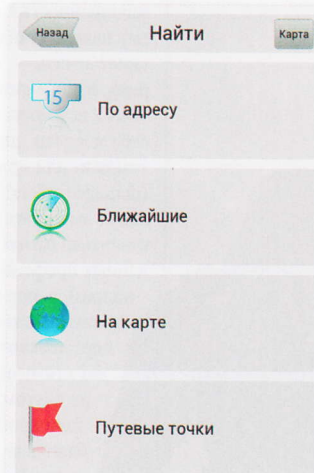 Назад Найти Карта
15 По адресу
Ближайшие
На карте
Путевые точки